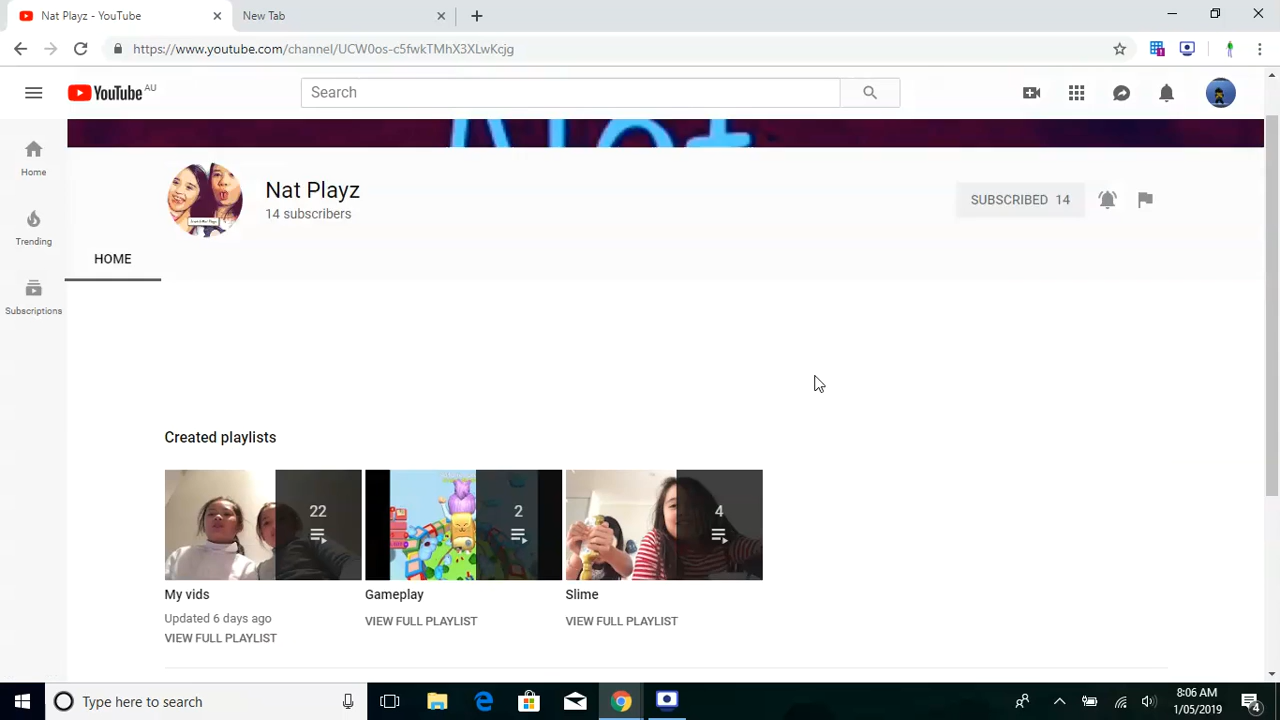 Nat Playz - YouTube
New Tab
https://www.youtube.com/channel/UCW0os-c5fwkTMhX3XLwKcjg
1
YouTube AU
Search
Nat Playz
14 subscribers
SUBSCRIBED 14
Home
Trending
Subscriptions
HOME
Created playlists
22
2
4
My vids
Gameplay
Slime
Updated 6 days ago
VIEW FULL PLAYLIST
VIEW FULL PLAYLIST
VIEW FULL PLAYLIST
Type here to search
8:06 AM
1/05/2019
4